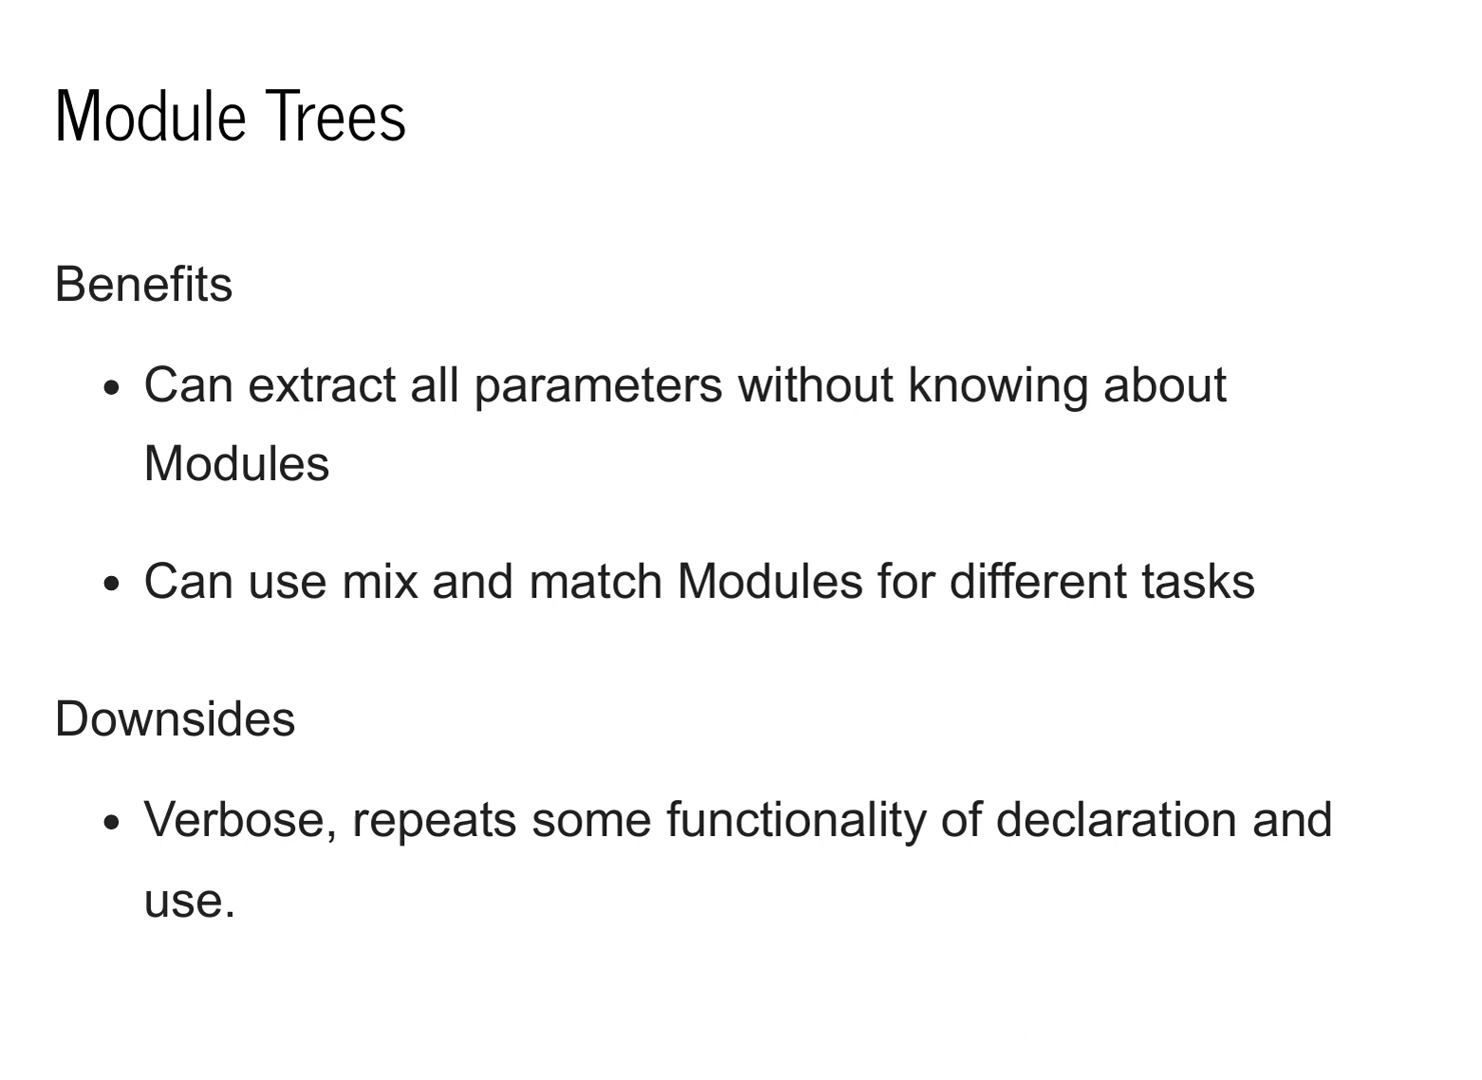 Module Trees
Benefits
• Can extract all parameters without knowing about
Modules
• Can use mix and match Modules for different tasks
Downsides
• Verbose, repeats some functionality of declaration and
use.